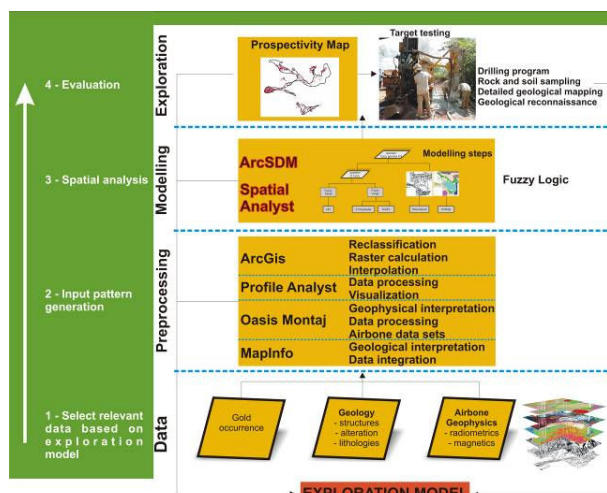 Exploration
4 - Evaluation
Prospectivity Map
Target testing
Drilling program
Rock and soil sampling
Detailed geological mapping
Geological reconnaissance
Modelling
3 - Spatial analysis
ArcSDM
Spatial
Analyst
Modelling steps
Fuzzy Logic
Preprocessing
2 - Input pattern
generation
ArcGis
Reclassification
Raster calculation
Interpolation
Profile Analyst
Data processing
Visualization
Oasis Montaj
Geophysical interpretation
Data processing
Airbone data sets
MapInfo
Geological interpretation
Data integration
Data
1 - Select relevant
data based on
exploration
model
Gold
occurrence
Geology
- structures
- alteration
- lithologies
Airbone
Geophysics
- radiometrics
- magnetics
EXPLORATION MODEL